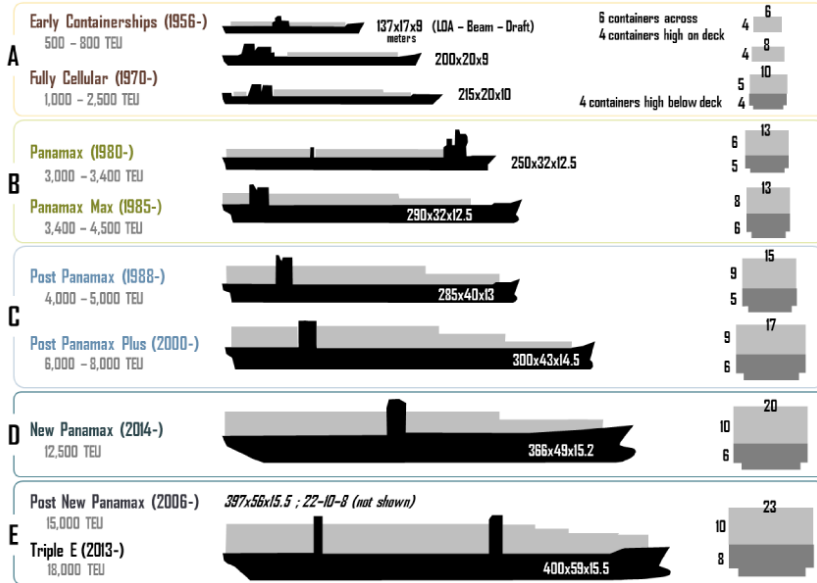 A
Early Containerships (1956-)
500 – 800 TEU
137x17x9 (LOA – Beam – Draft)
meters
6 containers across
4 containers high on deck
6
4
200x20x9
8
4
Fully Cellular (1970-)
1,000 – 2,500 TEU
215x20x10
4 containers high below deck
10
5
4
B
Panamax (1980-)
3,000 – 3,400 TEU
250x32x12.5
13
6
5
Panamax Max (1985-)
3,400 – 4,500 TEU
290x32x12.5
13
8
6
C
Post Panamax (1988-)
4,000 – 5,000 TEU
285x40x13
15
9
5
Post Panamax Plus (2000-)
6,000 – 8,000 TEU
300x43x14.5
17
9
6
D
New Panamax (2014-)
12,500 TEU
366x49x15.2
20
10
6
E
Post New Panamax (2006-)
15,000 TEU
397x56x15.5 ; 22–10–8 (not shown)
Triple E (2013-)
18,000 TEU
400x59x15.5
23
10
8